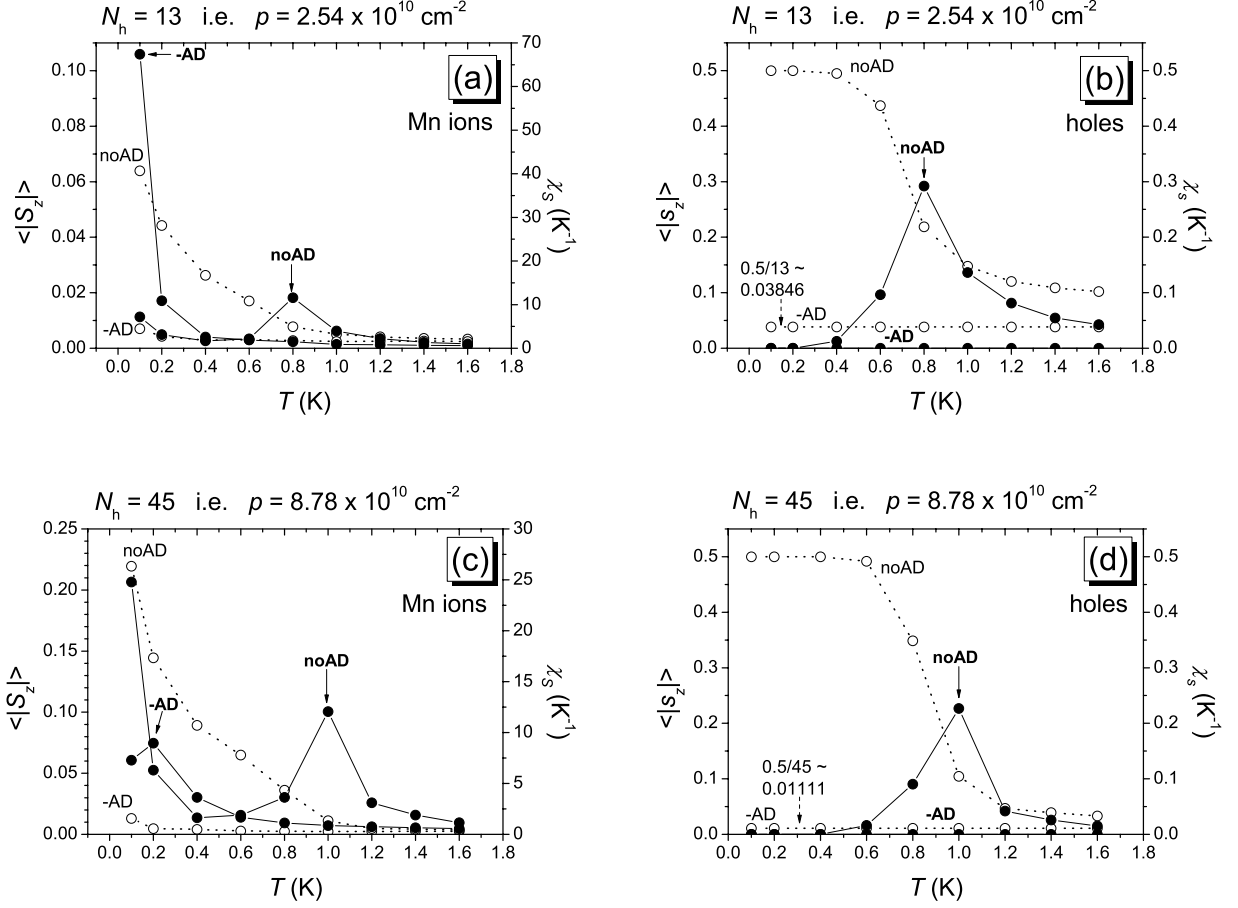 N_h = 13 i.e. p = 2.54 x 10^10 cm^-2
(a)
Mn ions
-AD
noAD
noAD
-AD
0.10
0.08
0.06
0.04
0.02
0.00
70
60
50
40
30
20
10
0
<|S_z|>
χ_S (K^-1)
0.0 0.2 0.4 0.6 0.8 1.0 1.2 1.4 1.6 1.8
T (K)
N_h = 13 i.e. p = 2.54 x 10^10 cm^-2
(b)
holes
noAD
noAD
0.5/13 ~
0.03846
-AD
-AD
0.5
0.4
0.3
0.2
0.1
0.0
0.5
0.4
0.3
0.2
0.1
0.0
<|s_z|>
χ_s (K^-1)
0.0 0.2 0.4 0.6 0.8 1.0 1.2 1.4 1.6 1.8
T (K)
N_h = 45 i.e. p = 8.78 x 10^10 cm^-2
(c)
Mn ions
noAD
noAD
-AD
-AD
0.25
0.20
0.15
0.10
0.05
0.00
30
25
20
15
10
5
0
<|S_z|>
χ_S (K^-1)
0.0 0.2 0.4 0.6 0.8 1.0 1.2 1.4 1.6 1.8
T (K)
N_h = 45 i.e. p = 8.78 x 10^10 cm^-2
(d)
holes
noAD
noAD
0.5/45 ~
0.01111
-AD
-AD
0.5
0.4
0.3
0.2
0.1
0.0
0.5
0.4
0.3
0.2
0.1
0.0
<|s_z|>
χ_s (K^-1)
0.0 0.2 0.4 0.6 0.8 1.0 1.2 1.4 1.6 1.8
T (K)